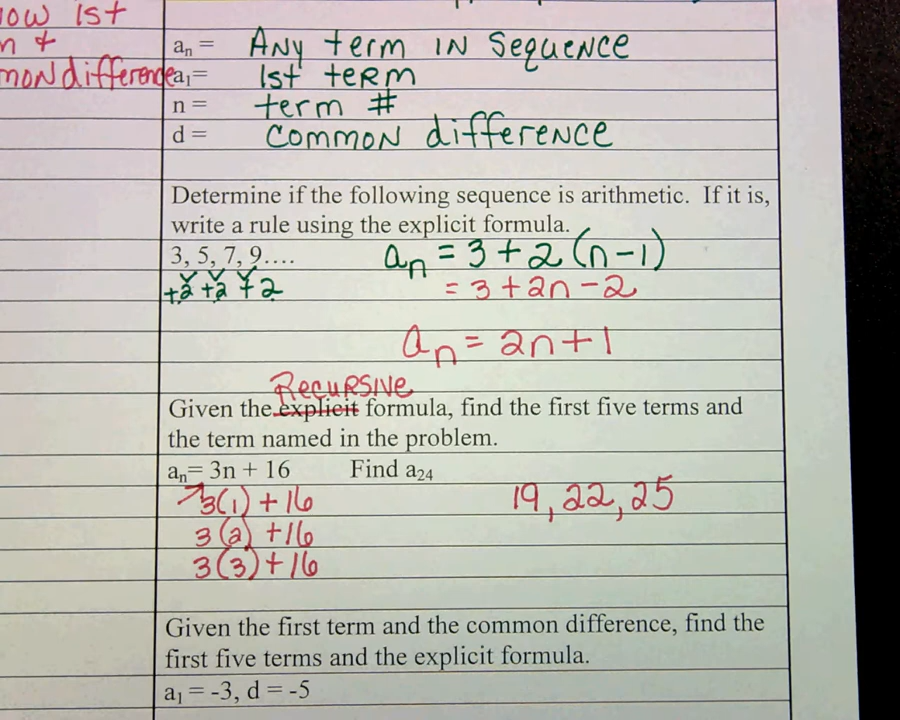 ow 1st
n &
mon difference
an = Any term in Sequence
a1= 1st term
n = term #
d = Common difference
Determine if the following sequence is arithmetic. If it is,
write a rule using the explicit formula.
3, 5, 7, 9.... an = 3 + 2 (n-1)
+2 +2 +2 = 3 + 2n - 2
an = 2n + 1
Recursive
Given the explicit formula, find the first five terms and
the term named in the problem.
an= 3n + 16 Find a24
3(1) + 16 19, 22, 25
3(2) + 16
3(3) + 16
Given the first term and the common difference, find the
first five terms and the explicit formula.
a1 = -3, d = -5